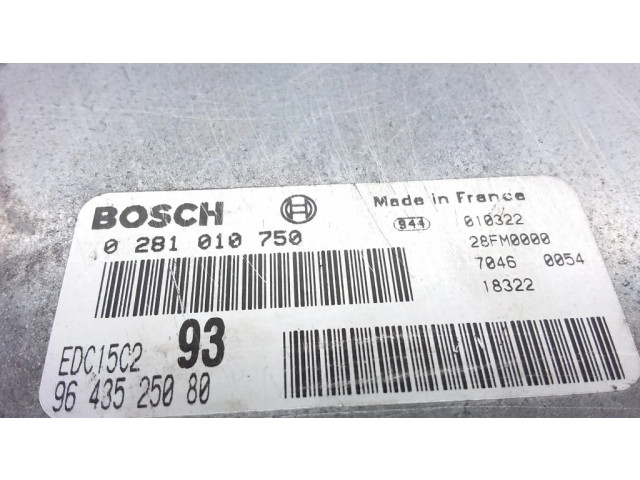 BOSCH
0 281 010 750
Made in France
944 010322
28FM0000
7046 0054
18322
EDC15C2 93
96 435 250 80